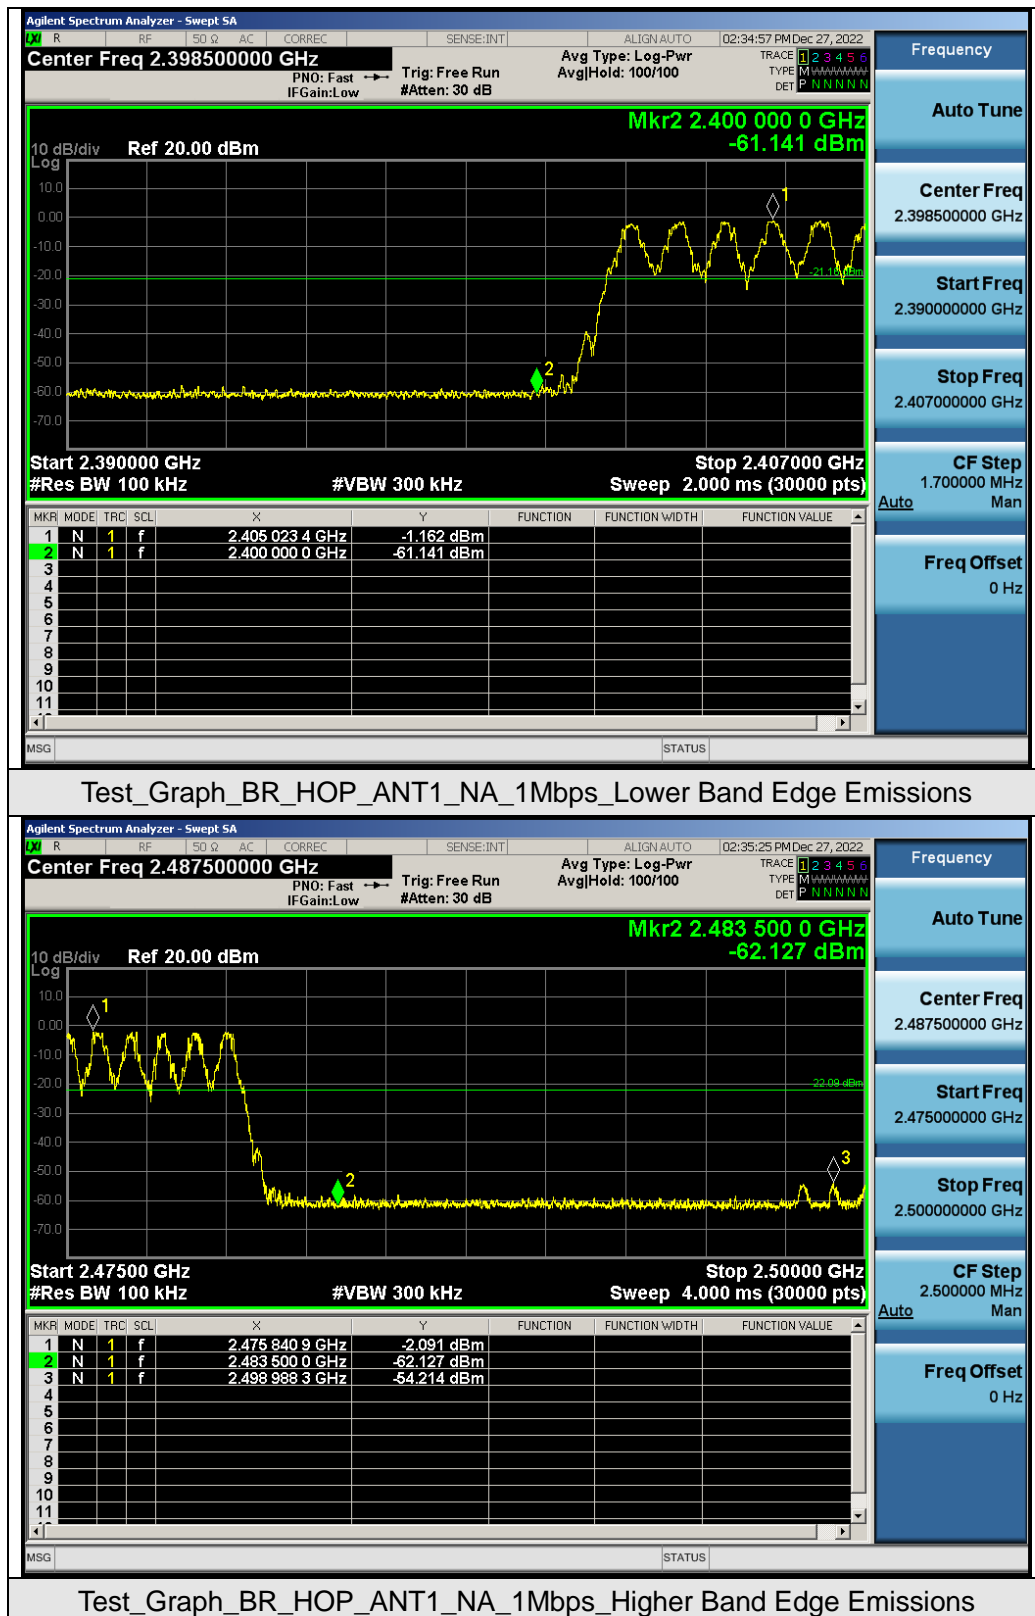 Agilent Spectrum Analyzer - Swept SA
LXI R RF 50 Ω AC CORREC SENSE:INT ALIGN AUTO 02:34:57 PM Dec 27, 2022
Center Freq 2.398500000 GHz
PNO: Fast
IFGain:Low
Trig: Free Run
#Atten: 30 dB
Avg Type: Log-Pwr
Avg|Hold: 100/100
TRACE 1 2 3 4 5 6
TYPE M WWWWW
DET P N N N N N
Mkr2 2.400 000 0 GHz
-61.141 dBm
10 dB/div Ref 20.00 dBm
Log
10.0
0.00
-10.0
-20.0
-30.0
-40.0
-50.0
-60.0
-70.0
1
2
Start 2.390000 GHz Stop 2.407000 GHz
#Res BW 100 kHz #VBW 300 kHz Sweep 2.000 ms (30000 pts)
MKR MODE TRC SCL X Y FUNCTION FUNCTION WIDTH FUNCTION VALUE
1 N 1 f 2.405 023 4 GHz -1.162 dBm
2 N 1 f 2.400 000 0 GHz -61.141 dBm
3
4
5
6
7
8
9
10
11
MSG STATUS
Frequency
Auto Tune
Center Freq
2.398500000 GHz
Start Freq
2.390000000 GHz
Stop Freq
2.407000000 GHz
CF Step
1.700000 MHz
Auto Man
Freq Offset
0 Hz
Test_Graph_BR_HOP_ANT1_NA_1Mbps_Lower Band Edge Emissions
Agilent Spectrum Analyzer - Swept SA
LXI R RF 50 Ω AC CORREC SENSE:INT ALIGN AUTO 02:35:25 PM Dec 27, 2022
Center Freq 2.487500000 GHz
PNO: Fast
IFGain:Low
Trig: Free Run
#Atten: 30 dB
Avg Type: Log-Pwr
Avg|Hold: 100/100
TRACE 1 2 3 4 5 6
TYPE M WWWWW
DET P N N N N N
Mkr2 2.483 500 0 GHz
-62.127 dBm
10 dB/div Ref 20.00 dBm
Log
10.0
0.00
-10.0
-20.0
-30.0
-40.0
-50.0
-60.0
-70.0
1
-22.09 dBm
2
3
Start 2.47500 GHz Stop 2.50000 GHz
#Res BW 100 kHz #VBW 300 kHz Sweep 4.000 ms (30000 pts)
MKR MODE TRC SCL X Y FUNCTION FUNCTION WIDTH FUNCTION VALUE
1 N 1 f 2.475 840 9 GHz -2.091 dBm
2 N 1 f 2.483 500 0 GHz -62.127 dBm
3 N 1 f 2.498 988 3 GHz -54.214 dBm
4
5
6
7
8
9
10
11
MSG STATUS
Frequency
Auto Tune
Center Freq
2.487500000 GHz
Start Freq
2.475000000 GHz
Stop Freq
2.500000000 GHz
CF Step
2.500000 MHz
Auto Man
Freq Offset
0 Hz
Test_Graph_BR_HOP_ANT1_NA_1Mbps_Higher Band Edge Emissions